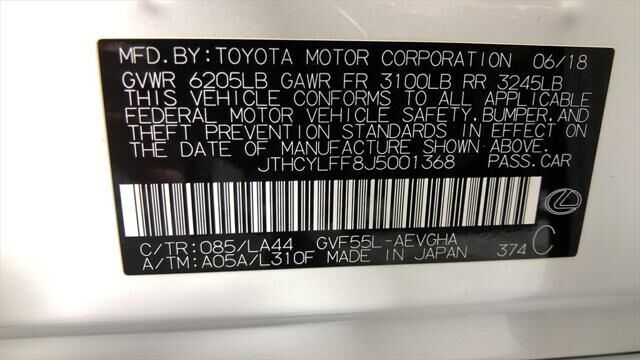 MFD.BY:TOYOTA MOTOR CORPORATION 06/18
GVWR 6205LB GAWR FR 3100LB RR 3245LB
THIS VEHICLE CONFORMS TO ALL APPLICABLE
FEDERAL MOTOR VEHICLE SAFETY,BUMPER,AND
THEFT PREVENTION STANDARDS IN EFFECT ON
THE DATE OF MANUFACTURE SHOWN ABOVE.
JTHCYLFF8J5001368 PASS.CAR
C/TR:085/LA44 GVF55L-AEVGHA
A/TM:A05A/L310F MADE IN JAPAN 374 C